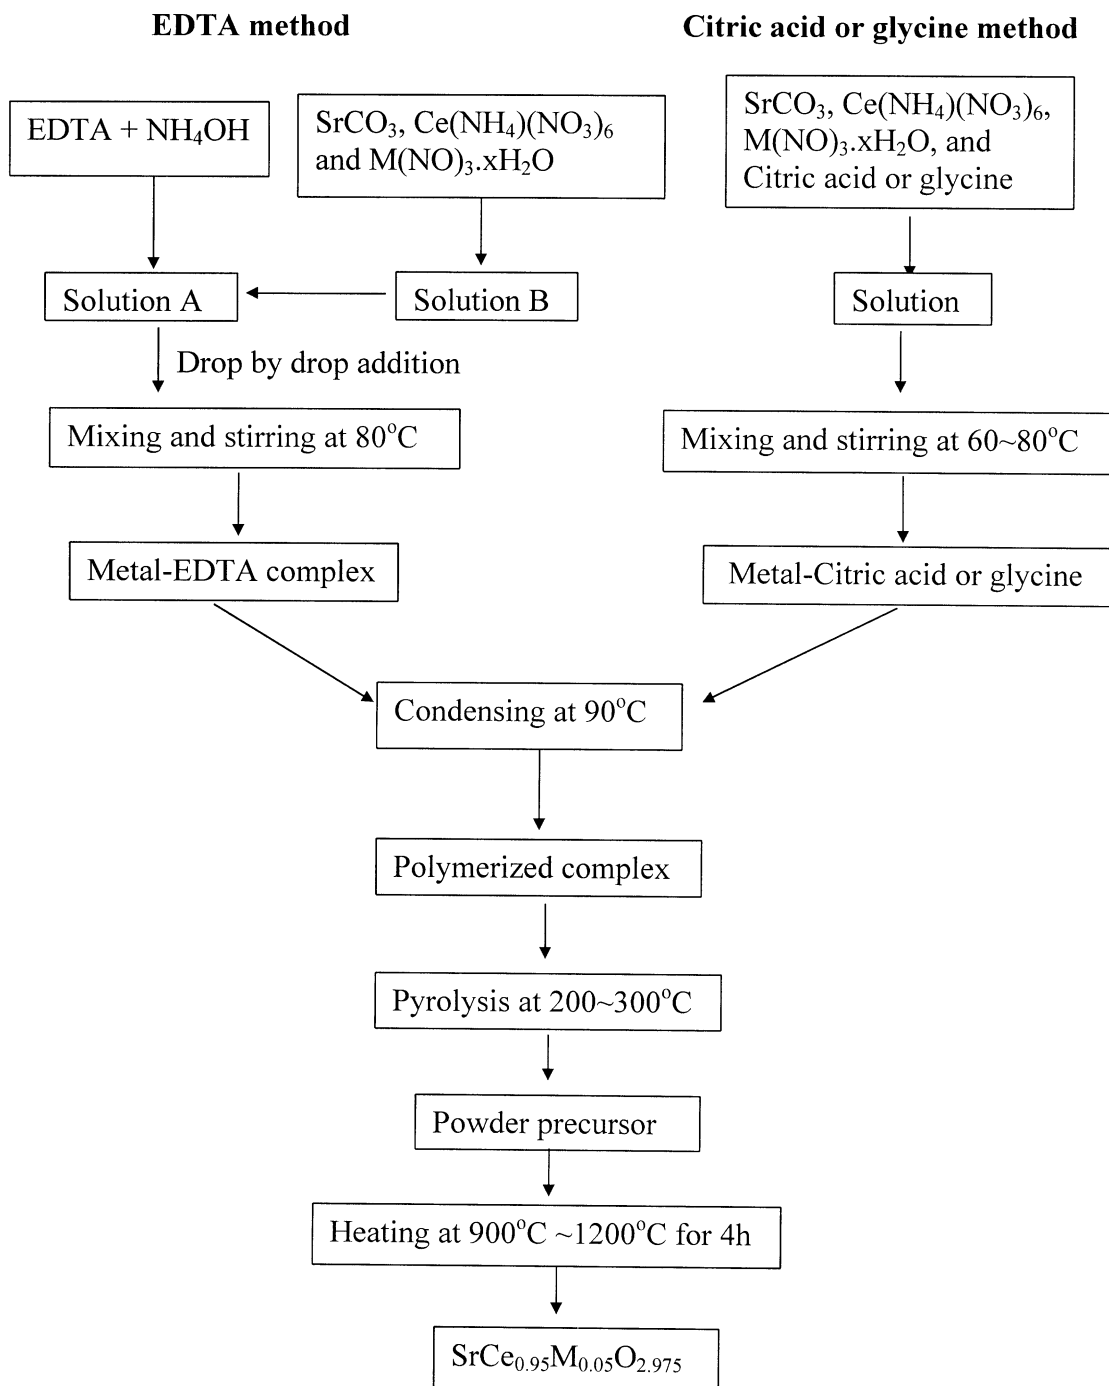 EDTA method
Citric acid or glycine method
EDTA + NH₄OH
SrCO₃, Ce(NH₄)(NO₃)₆
and M(NO)₃.xH₂O
SrCO₃, Ce(NH₄)(NO₃)₆,
M(NO)₃.xH₂O, and
Citric acid or glycine
Solution A
Solution B
Solution
Drop by drop addition
Mixing and stirring at 80°C
Mixing and stirring at 60~80°C
Metal-EDTA complex
Metal-Citric acid or glycine
Condensing at 90°C
Polymerized complex
Pyrolysis at 200~300°C
Powder precursor
Heating at 900°C ~1200°C for 4h
SrCe₀.₉₅M₀.₀₅O₂.₉₇₅